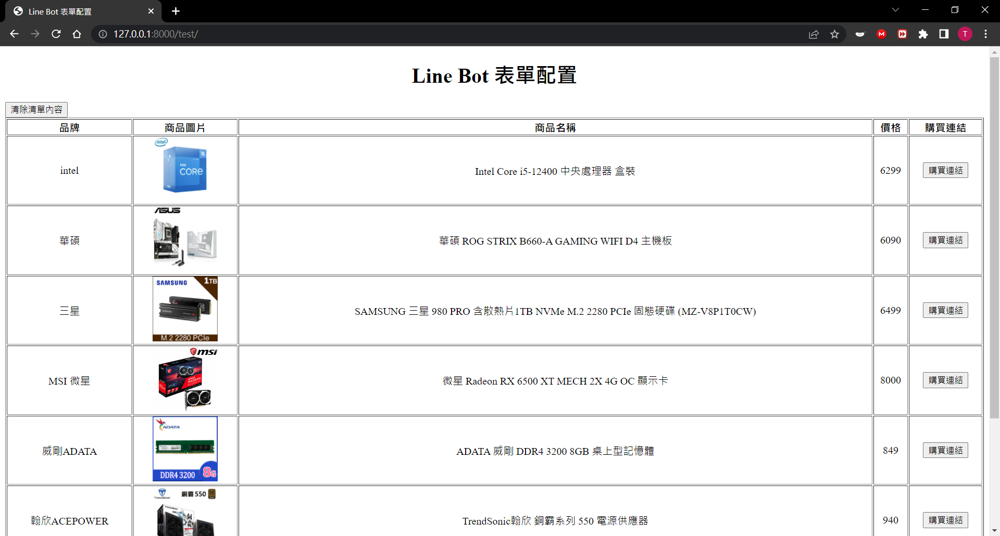 Line Bot 表單配置
127.0.0.1:8000/test/
T
Line Bot 表單配置
清除清單內容
品牌 商品圖片 商品名稱 價格 購買連結
intel
intel
i5
intel
CORE
Intel Core i5-12400 中央處理器 盒裝
6299
購買連結
華碩
ASUS
華碩 ROG STRIX B660-A GAMING WIFI D4 主機板
6090
購買連結
三星
SAMSUNG 1TB
SAMSUNG
M.2 2280 PCIe
SAMSUNG 三星 980 PRO 含散熱片1TB NVMe M.2 2280 PCIe 固態硬碟 (MZ-V8P1T0CW)
6499
購買連結
MSI 微星
msi
RADEON
微星 Radeon RX 6500 XT MECH 2X 4G OC 顯示卡
8000
購買連結
威剛ADATA
ADATA
DDR4 3200 8G
ADATA 威剛 DDR4 3200 8GB 桌上型記憶體
849
購買連結
翰欣ACEPOWER
TRENDSONIC 銅霸 550 80
TrendSonic翰欣 銅霸系列 550 電源供應器
940
購買連結